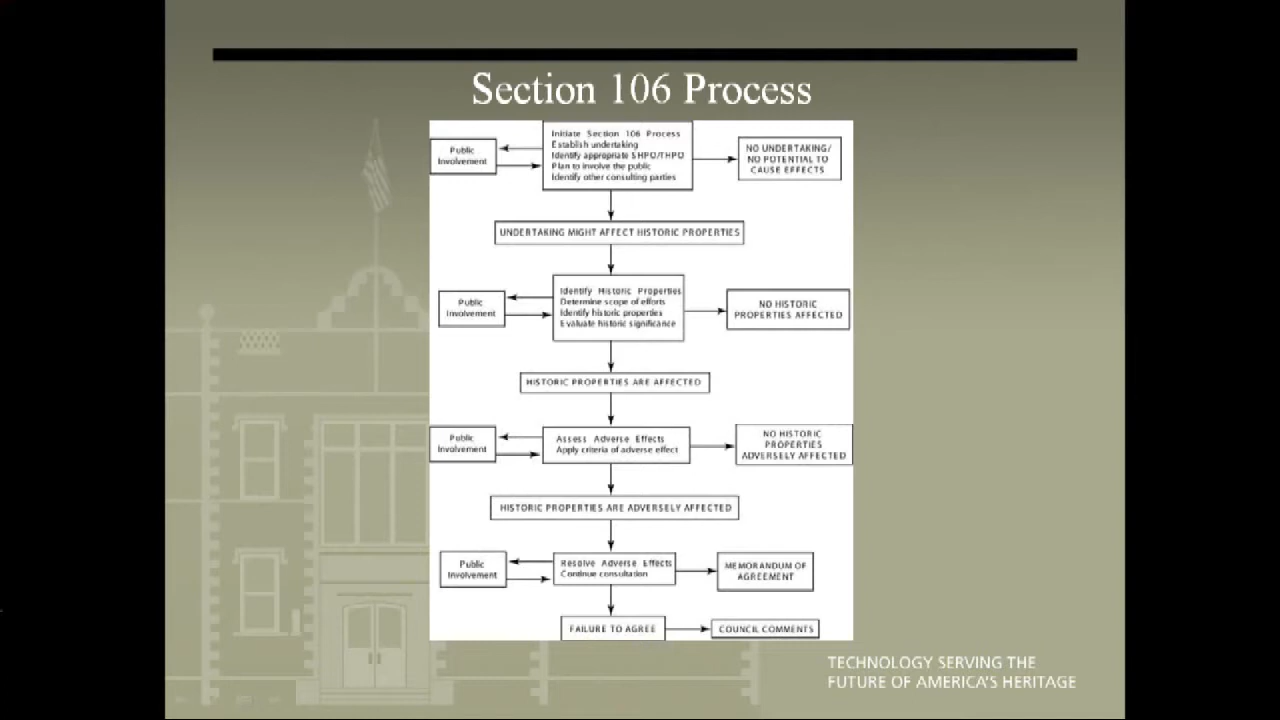 Section 106 Process
Public
Involvement
Initiate Section 106 Process
Establish undertaking
Identify appropriate SHPO/THPO
Plan to involve the public
Identify other consulting parties
NO UNDERTAKING/
NO POTENTIAL TO
CAUSE EFFECTS
UNDERTAKING MIGHT AFFECT HISTORIC PROPERTIES
Public
Involvement
Identify Historic Properties
Determine scope of efforts
Identify historic properties
Evaluate historic significance
NO HISTORIC
PROPERTIES AFFECTED
HISTORIC PROPERTIES ARE AFFECTED
Public
Involvement
Assess Adverse Effects
Apply criteria of adverse effect
NO HISTORIC
PROPERTIES
ADVERSELY AFFECTED
HISTORIC PROPERTIES ARE ADVERSELY AFFECTED
Public
Involvement
Resolve Adverse Effects
Continue consultation
MEMORANDUM OF
AGREEMENT
FAILURE TO AGREE
COUNCIL COMMENTS
TECHNOLOGY SERVING THE
FUTURE OF AMERICA'S HERITAGE